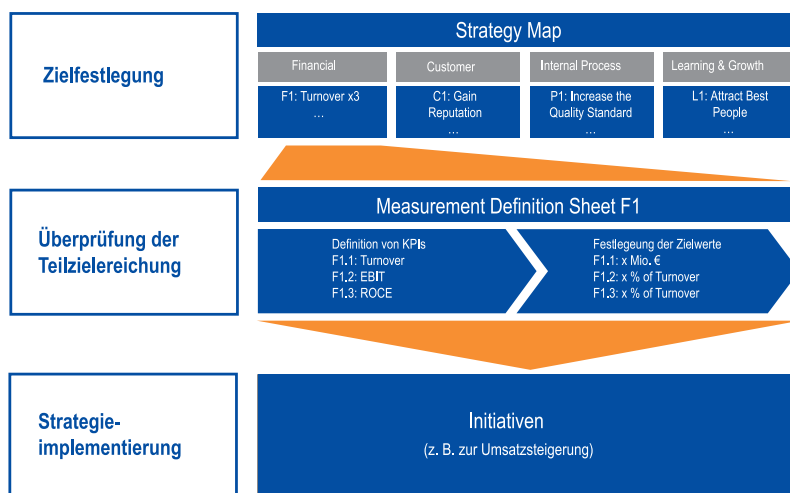 Zielfestlegung
Strategy Map
Financial
Customer
Internal Process
Learning & Growth
F1: Turnover x3
…
C1: Gain
Reputation
…
P1: Increase the
Quality Standard
…
L1: Attract Best
People
…
Überprüfung der
Teilzielereichung
Measurement Definition Sheet F1
Definition von KPIs
F1.1: Turnover
F1.2: EBIT
F1.3: ROCE
Festlegeung der Zielwerte
F1.1: x Mio. €
F1.2: x % of Turnover
F1.3: x % of Turnover
Strategie-
implementierung
Initiativen
(z. B. zur Umsatzsteigerung)